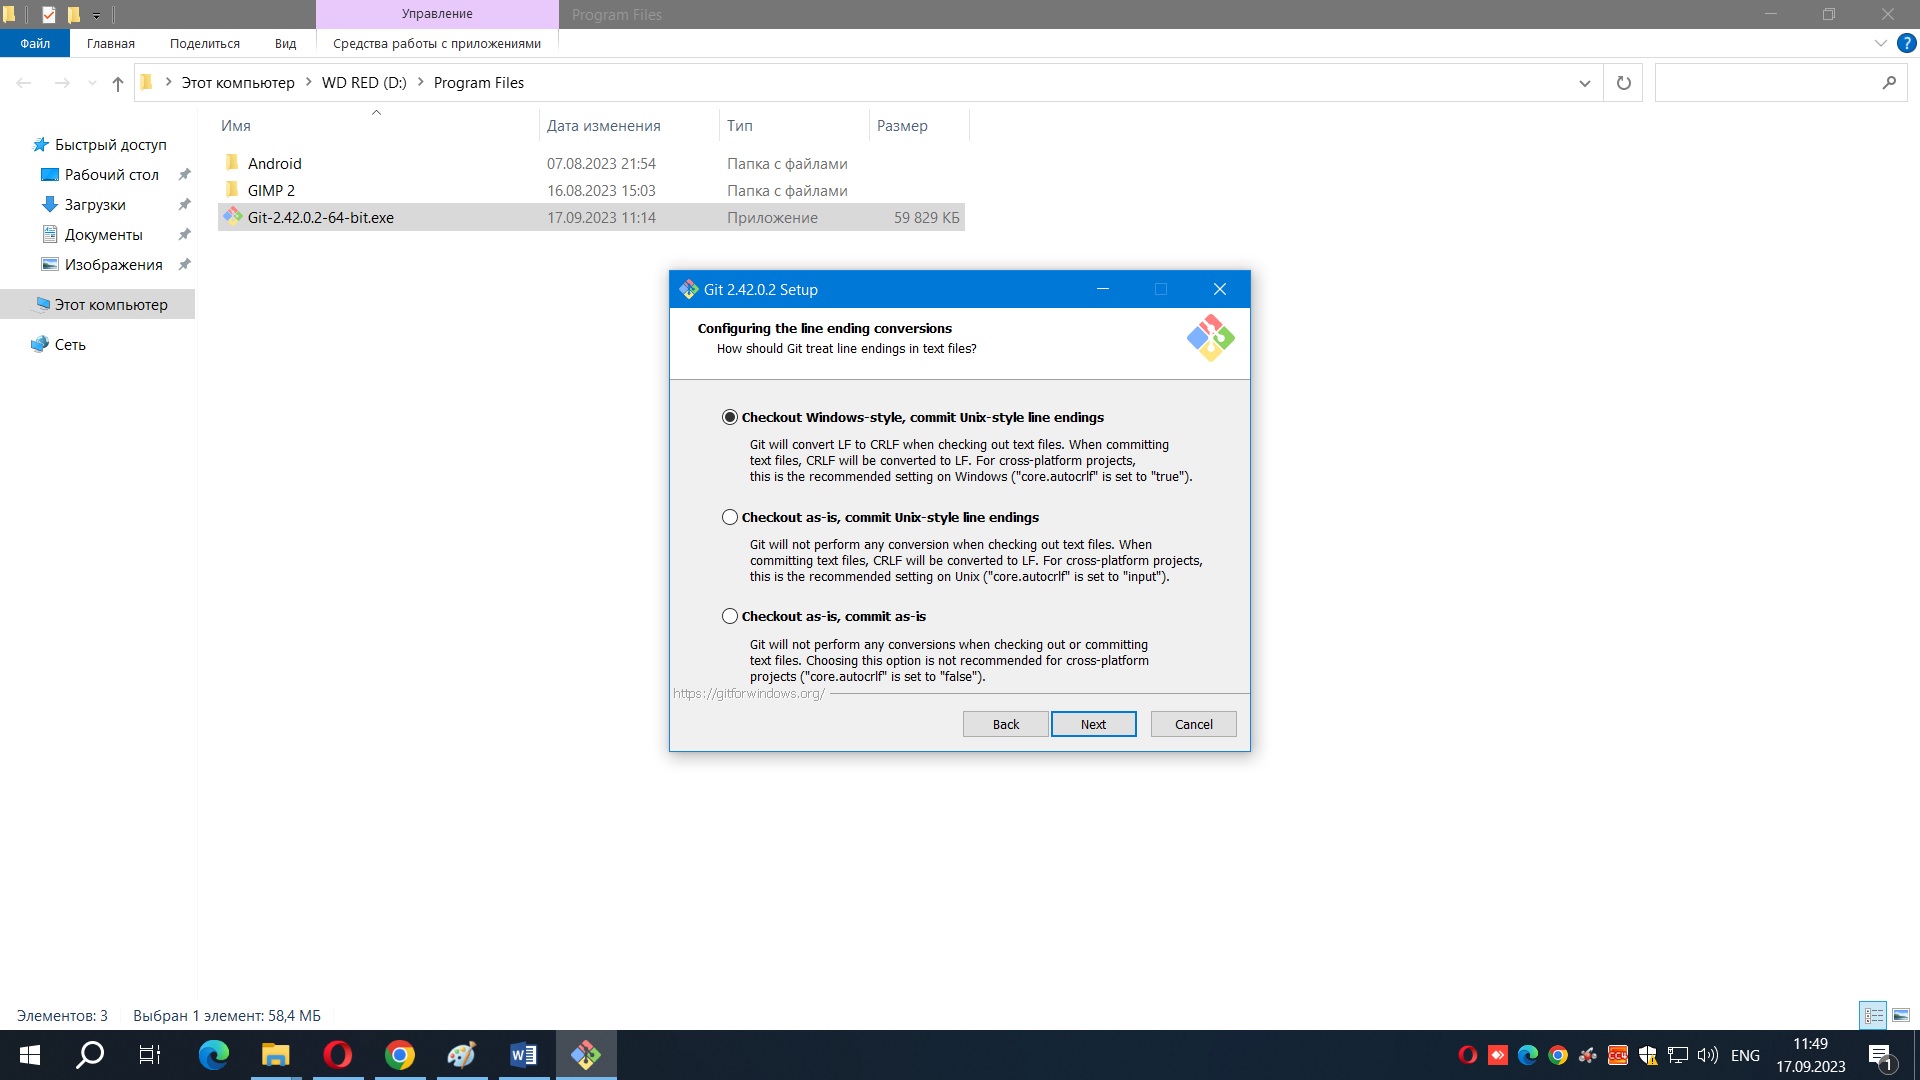 Управление
Program Files
Файл
Главная
Поделиться
Вид
Средства работы с приложениями
?
Этот компьютер
WD RED (D:)
Program Files
Имя
Дата изменения
Тип
Размер
Быстрый доступ
Рабочий стол
Загрузки
Документы
Изображения
Этот компьютер
Сеть
Android 07.08.2023 21:54 Папка с файлами
GIMP 2 16.08.2023 15:03 Папка с файлами
Git-2.42.0.2-64-bit.exe 17.09.2023 11:14 Приложение 59 829 КБ
Git 2.42.0.2 Setup
Configuring the line ending conversions
How should Git treat line endings in text files?
Checkout Windows-style, commit Unix-style line endings
Git will convert LF to CRLF when checking out text files. When committing
text files, CRLF will be converted to LF. For cross-platform projects,
this is the recommended setting on Windows ("core.autocrlf" is set to "true").
Checkout as-is, commit Unix-style line endings
Git will not perform any conversion when checking out text files. When
committing text files, CRLF will be converted to LF. For cross-platform projects,
this is the recommended setting on Unix ("core.autocrlf" is set to "input").
Checkout as-is, commit as-is
Git will not perform any conversions when checking out or committing
text files. Choosing this option is not recommended for cross-platform
projects ("core.autocrlf" is set to "false").
https://gitforwindows.org/
Back
Next
Cancel
Элементов: 3
Выбран 1 элемент: 58,4 МБ
ENG
11:49
17.09.2023
1